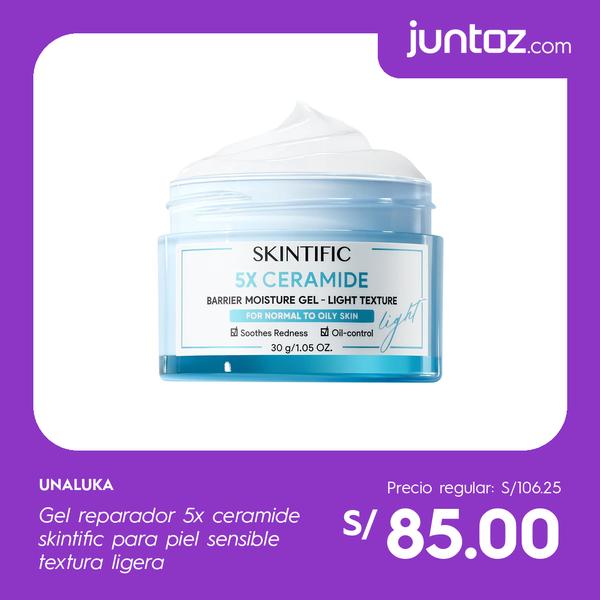 juntoz.com
SKINTIFIC
5X CERAMIDE
BARRIER MOISTURE GEL - LIGHT TEXTURE
FOR NORMAL TO OILY SKIN
light
Soothes Redness Oil-control
30 g/1.05 OZ.
UNALUKA
Gel reparador 5x ceramide
skintific para piel sensible
textura ligera
Precio regular: S/106.25
S/ 85.00